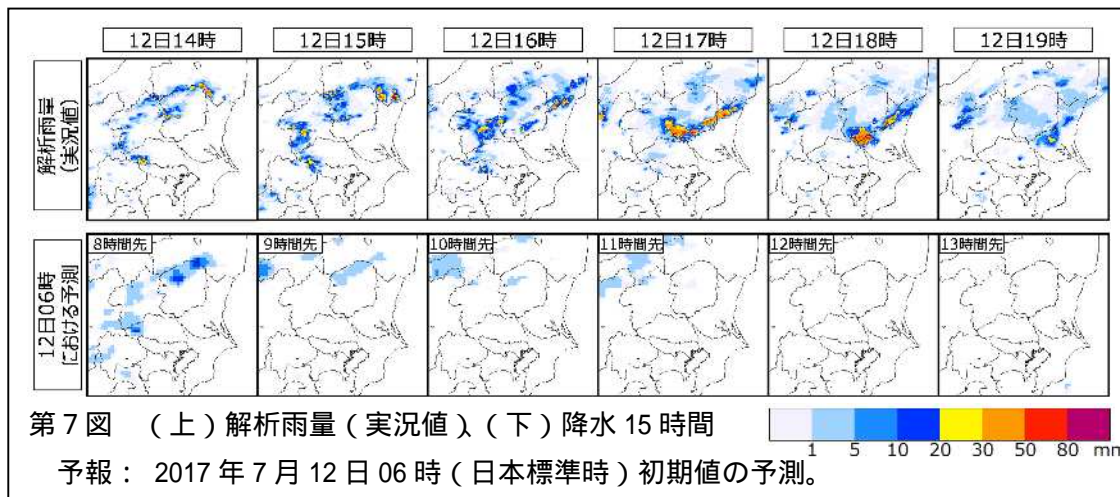 12日14時 12日15時 12日16時 12日17時 12日18時 12日19時
解析雨量
(実況値)
12日06時
における予測
8時間先 9時間先 10時間先 11時間先 12時間先 13時間先
第7図 (上)解析雨量(実況値)、(下)降水15時間
1 5 10 20 30 50 80 mm
予報: 2017年7月12日06時(日本標準時)初期値の予測。